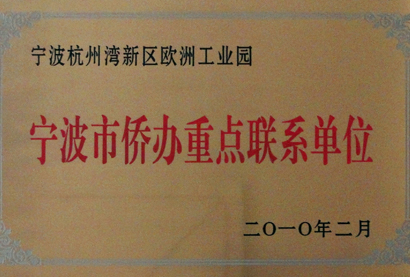 宁波杭州湾新区欧洲工业园
宁波市侨办重点联系单位
二〇一〇年二月